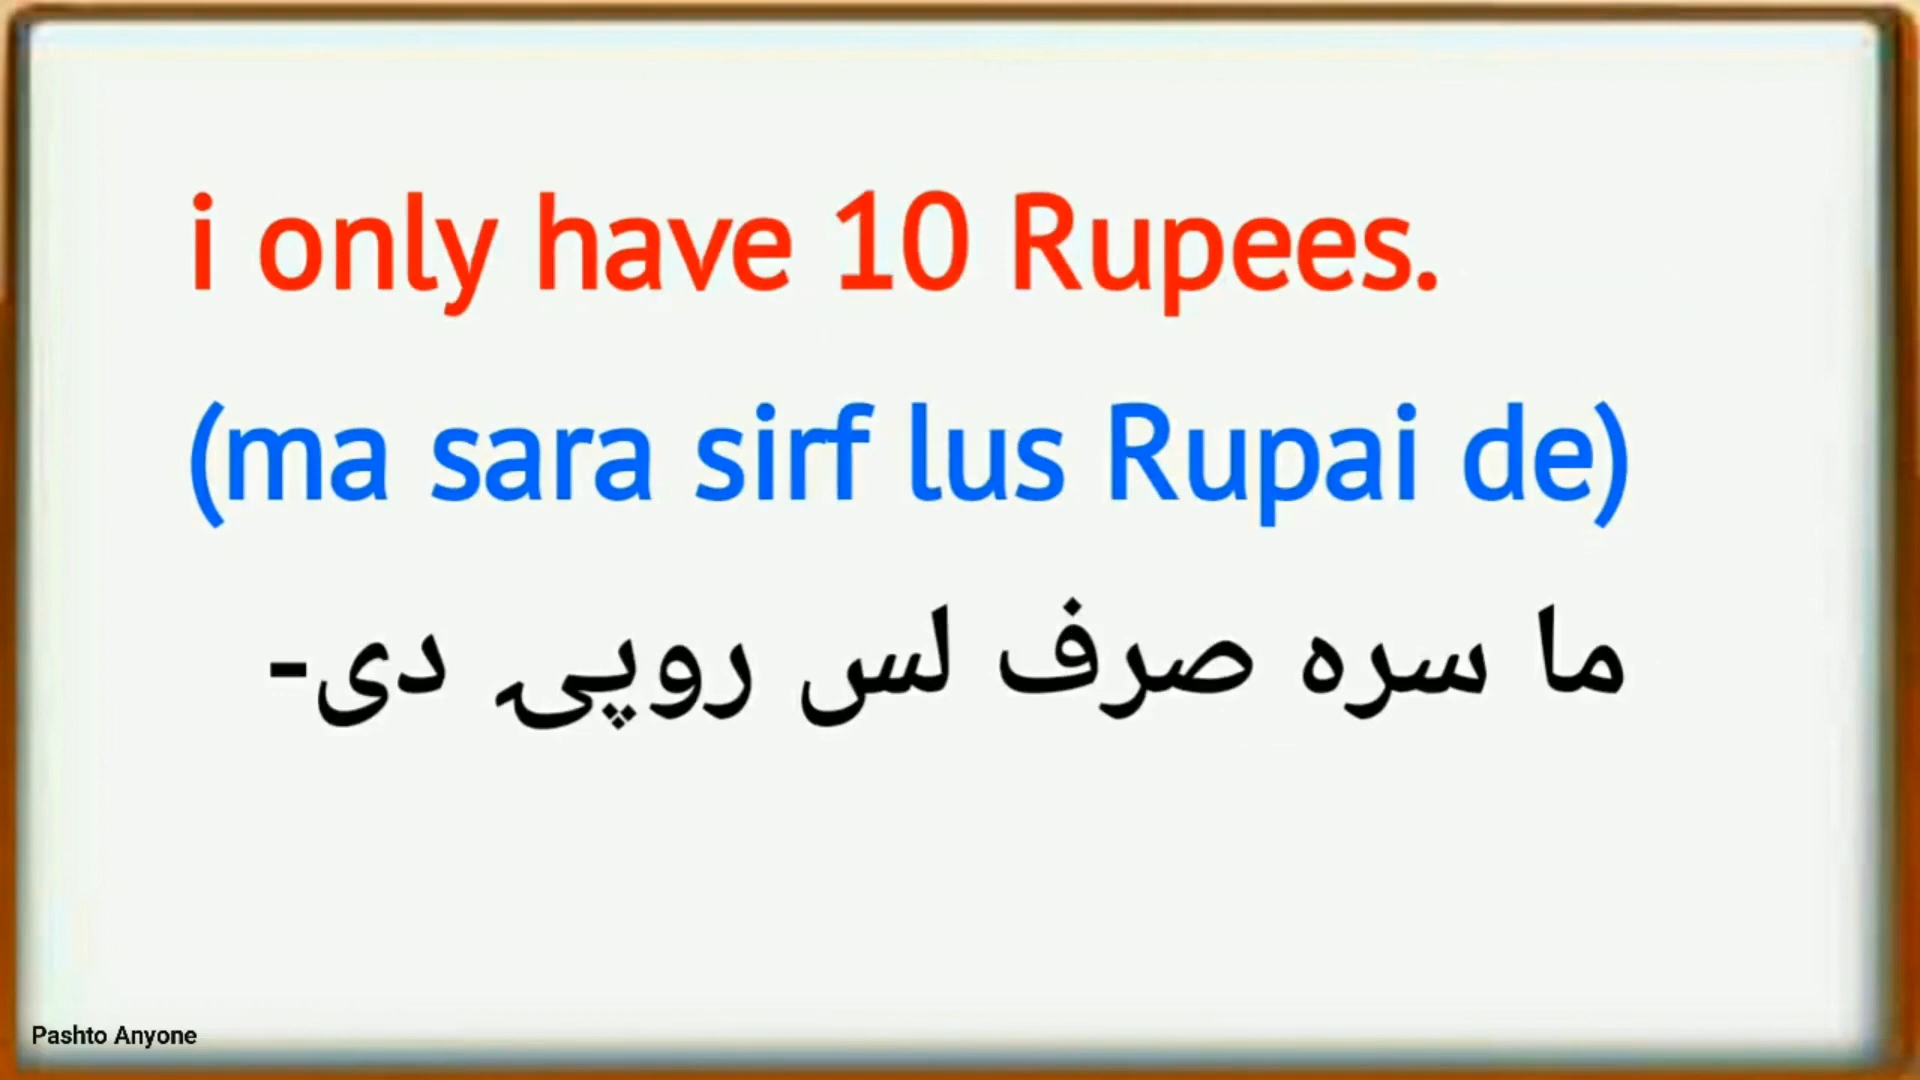 i only have 10 Rupees.
(ma sara sirf lus Rupai de)
ما سره صرف لس روپۍ دی-
Pashto Anyone